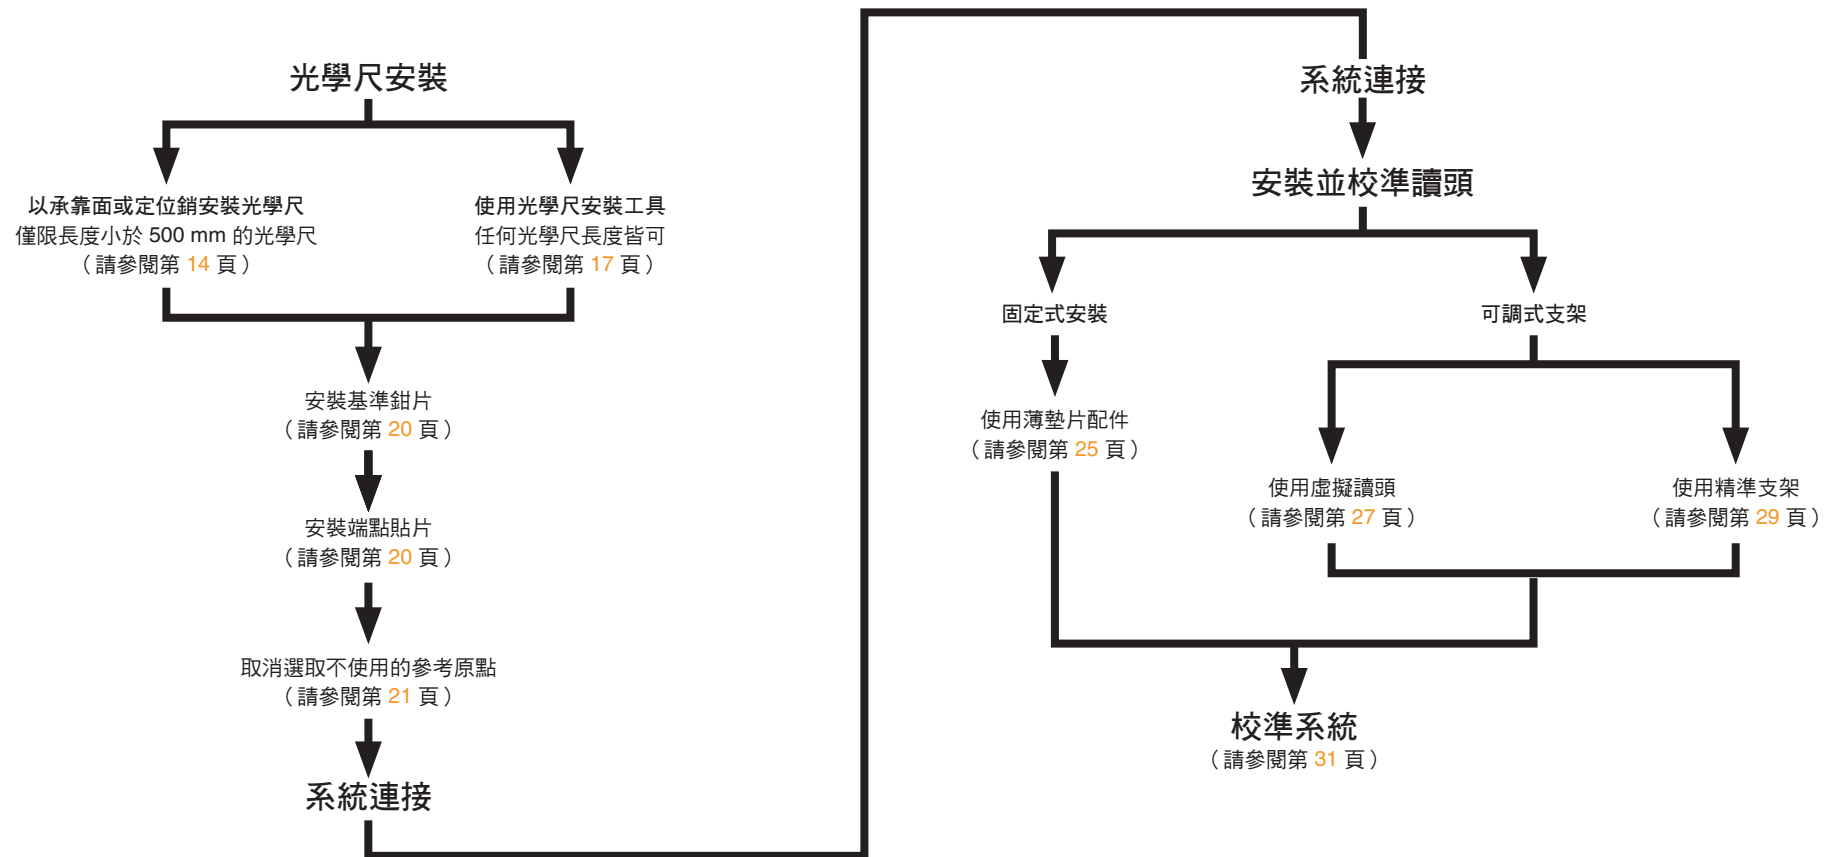 光學尺安裝
以承靠面或定位銷安裝光學尺
僅限長度小於 500 mm 的光學尺
（請參閱第 14 頁）
使用光學尺安裝工具
任何光學尺長度皆可
（請參閱第 17 頁）
安裝基準鉗片
（請參閱第 20 頁）
安裝端點貼片
（請參閱第 20 頁）
取消選取不使用的參考原點
（請參閱第 21 頁）
系統連接
系統連接
安裝並校準讀頭
固定式安裝
使用薄墊片配件
（請參閱第 25 頁）
可調式支架
使用虛擬讀頭
（請參閱第 27 頁）
使用精準支架
（請參閱第 29 頁）
校準系統
（請參閱第 31 頁）